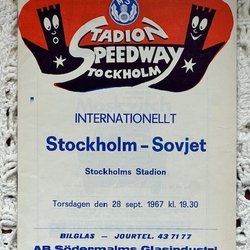 STADION
SPEEDWAY
STOCKHOLM
INTERNATIONELLT
Stockholm - Sovjet
Stockholms Stadion
Torsdagen den 28 sept. 1967 kl. 19.30
BILGLAS - JOURTEL. 43 71 77
AB Södermalms Glasindustri